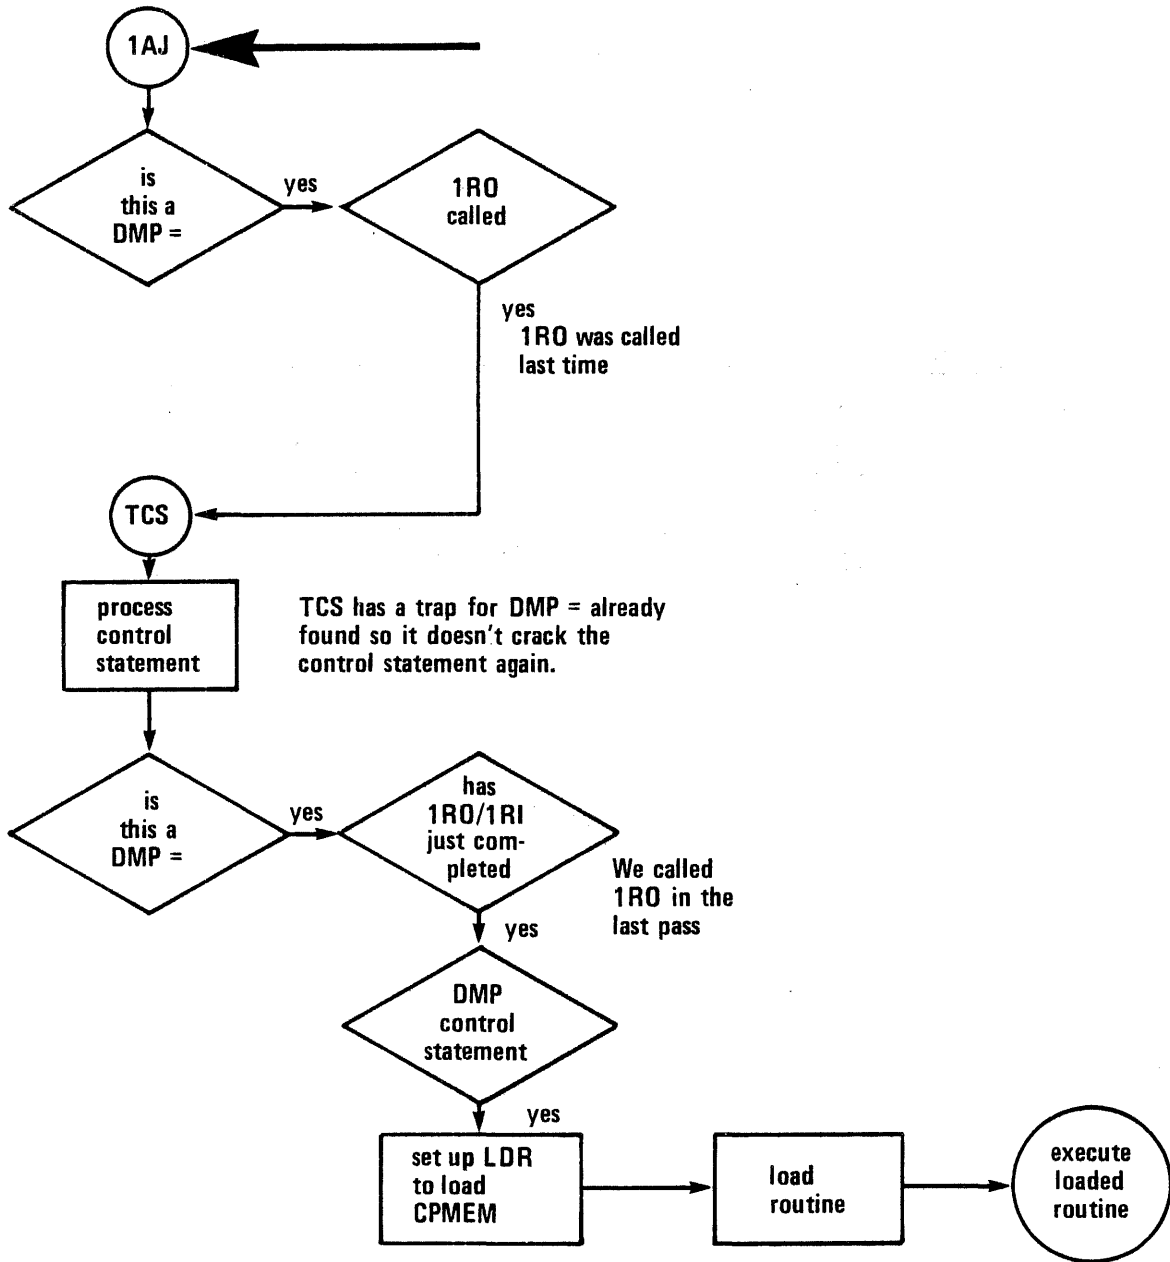 1AJ
is
this a
DMP =
yes
1RO
called
yes
1RO was called
last time
TCS
process
control
statement
TCS has a trap for DMP = already
found so it doesn't crack the
control statement again.
is
this a
DMP =
yes
has
1RO/1RI
just com-
pleted
We called
1RO in the
last pass
yes
DMP
control
statement
yes
set up LDR
to load
CPMEM
load
routine
execute
loaded
routine